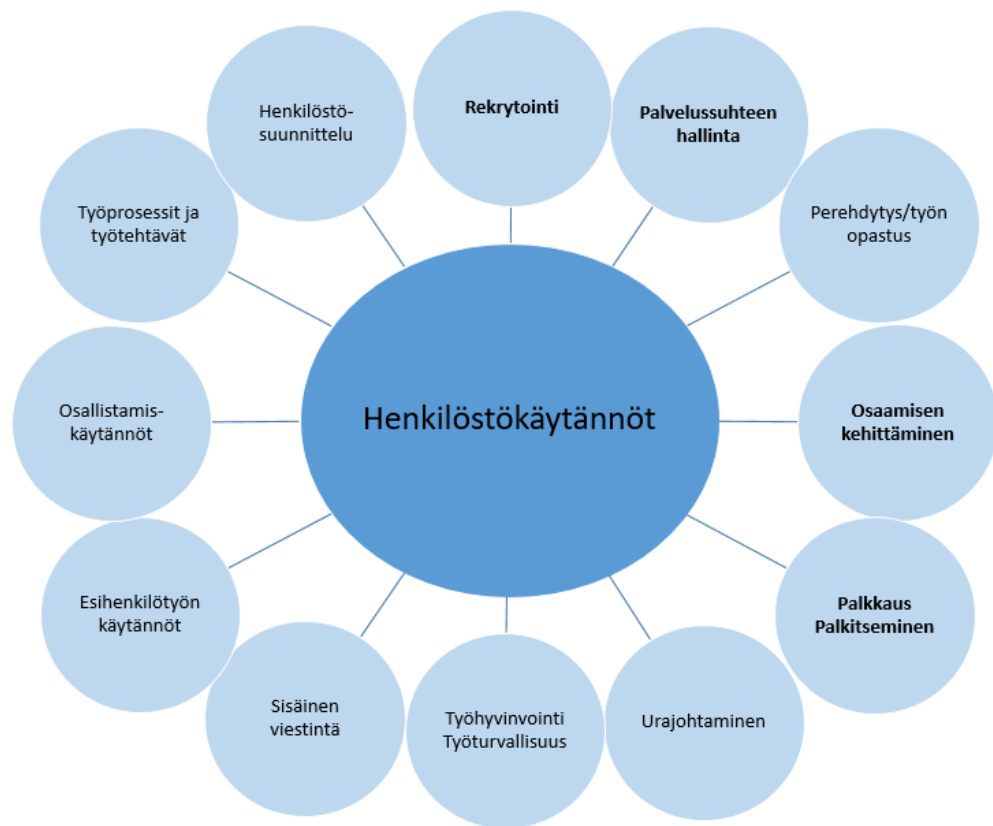 Henkilöstökäytännöt
Rekrytointi
Palvelussuhteen
hallinta
Perehdytys/työn
opastus
Osaamisen
kehittäminen
Palkkaus
Palkitseminen
Urajohtaminen
Työhyvinvointi
Työturvallisuus
Sisäinen
viestintä
Esihenkilötyön
käytännöt
Osallistamis-
käytännöt
Työprosessit ja
työtehtävät
Henkilöstö-
suunnittelu